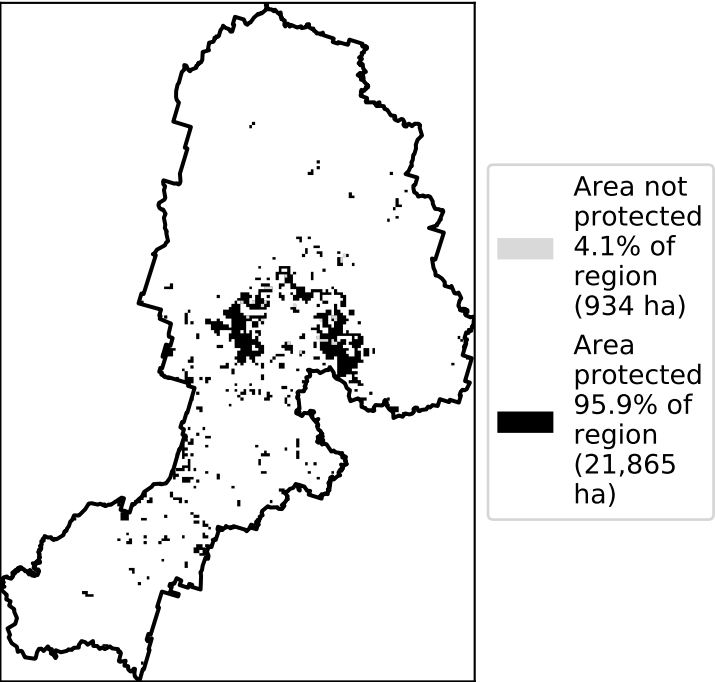 Area not
protected
4.1% of
region
(934 ha)
Area
protected
95.9% of
region
(21,865
ha)